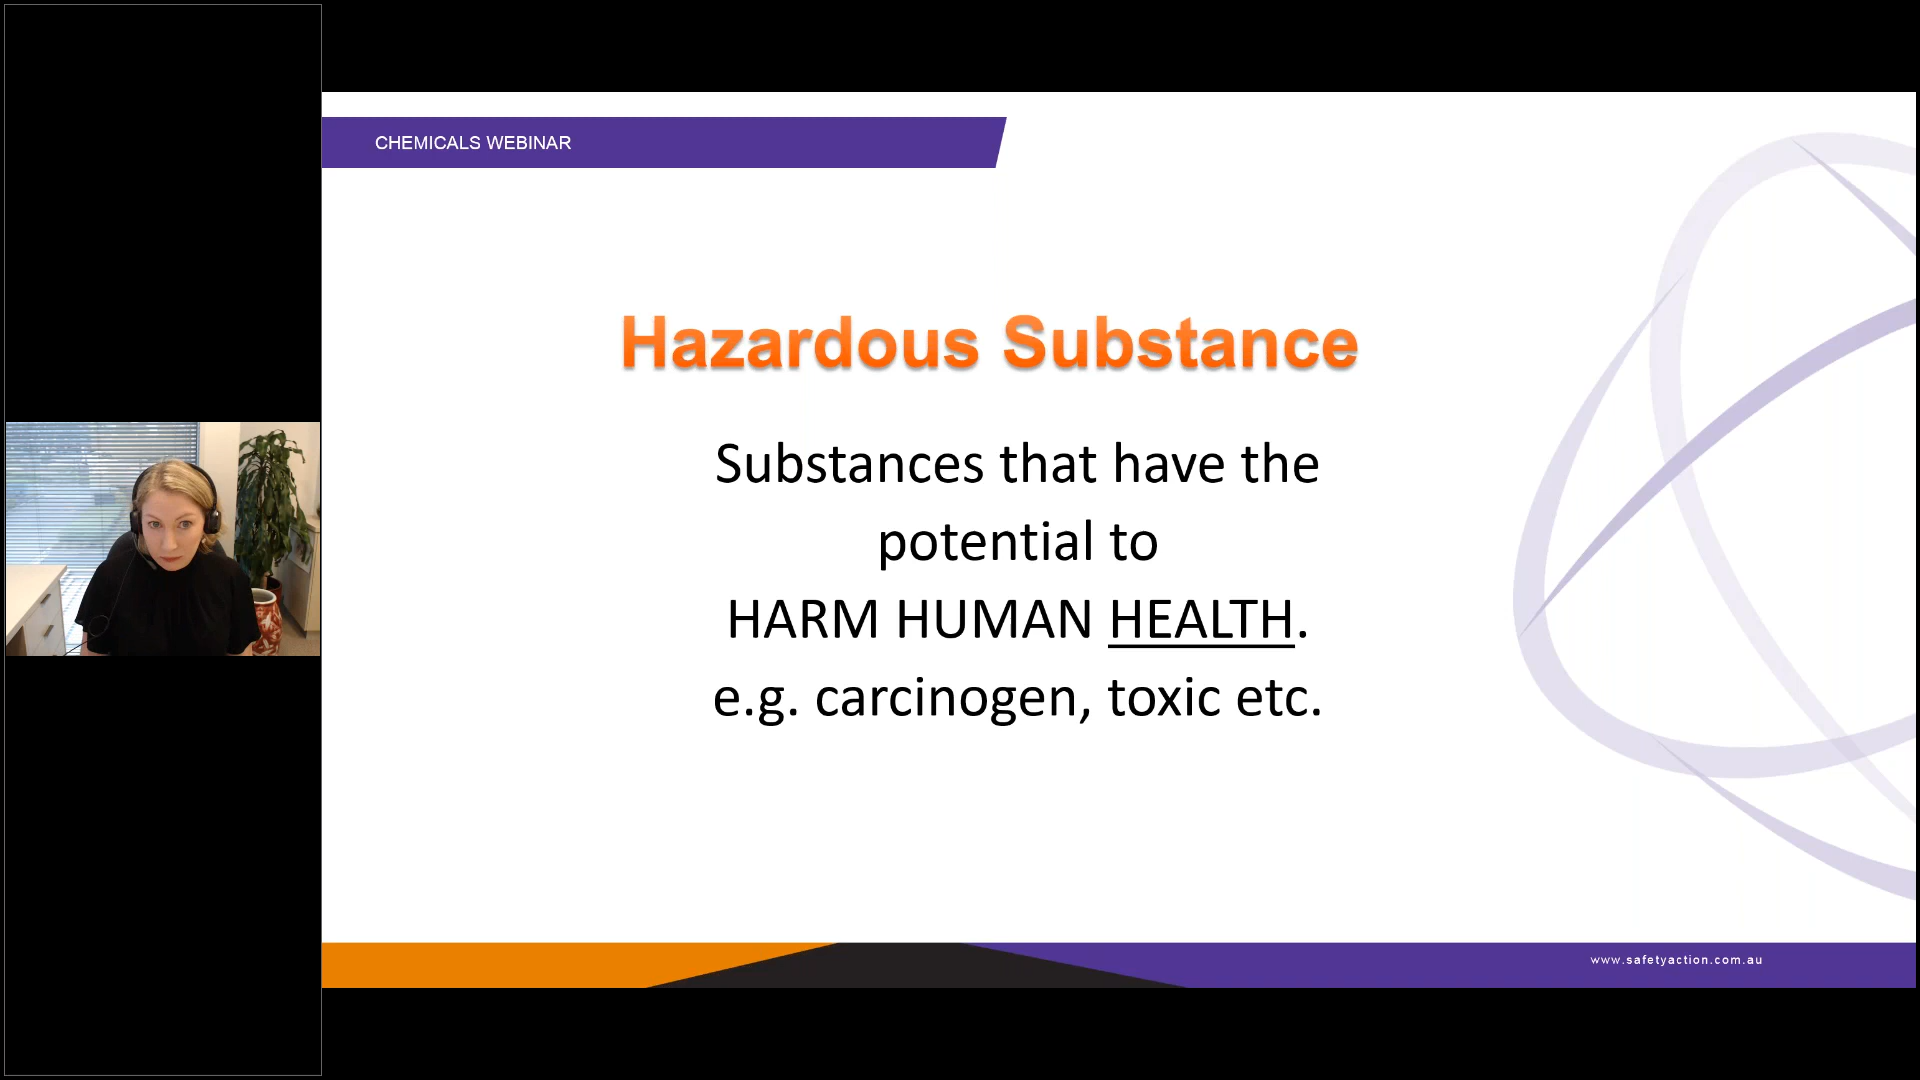 CHEMICALS WEBINAR
Hazardous Substance
Substances that have the
potential to
HARM HUMAN HEALTH.
e.g. carcinogen, toxic etc.
www.safetyaction.com.au